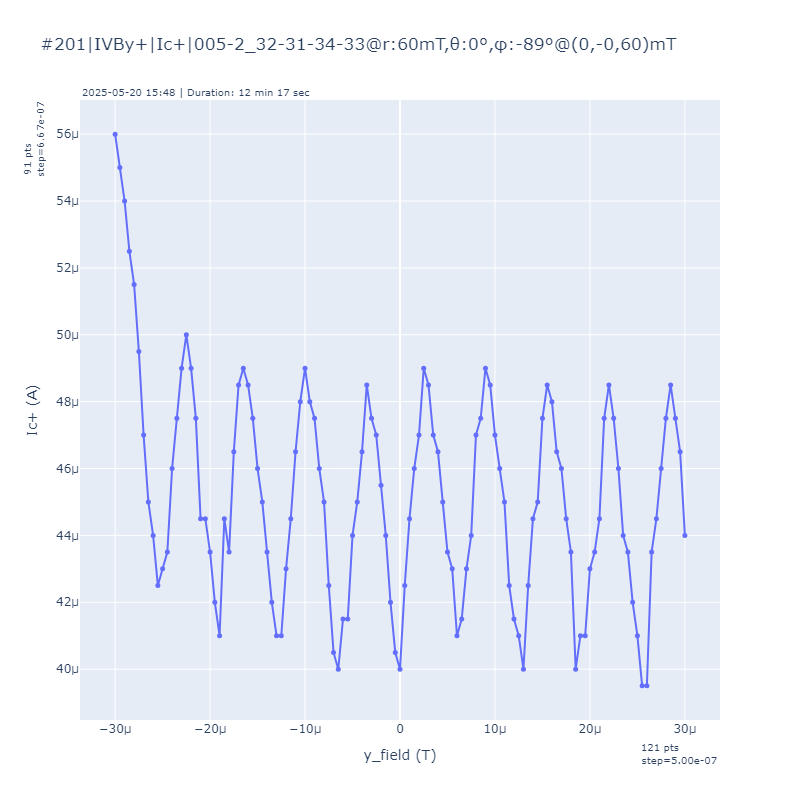 #201|IVBy+|Ic+|005-2_32-31-34-33@r:60mT,θ:0º,φ:-89º@(0,-0,60)mT
2025-05-20 15:48 | Duration: 12 min 17 sec
91 pts
step=6.67e-07
56µ
54µ
52µ
50µ
48µ
46µ
44µ
42µ
40µ
Ic+ (A)
−30µ
−20µ
−10µ
0
10µ
20µ
30µ
y_field (T)
121 pts
step=5.00e-07